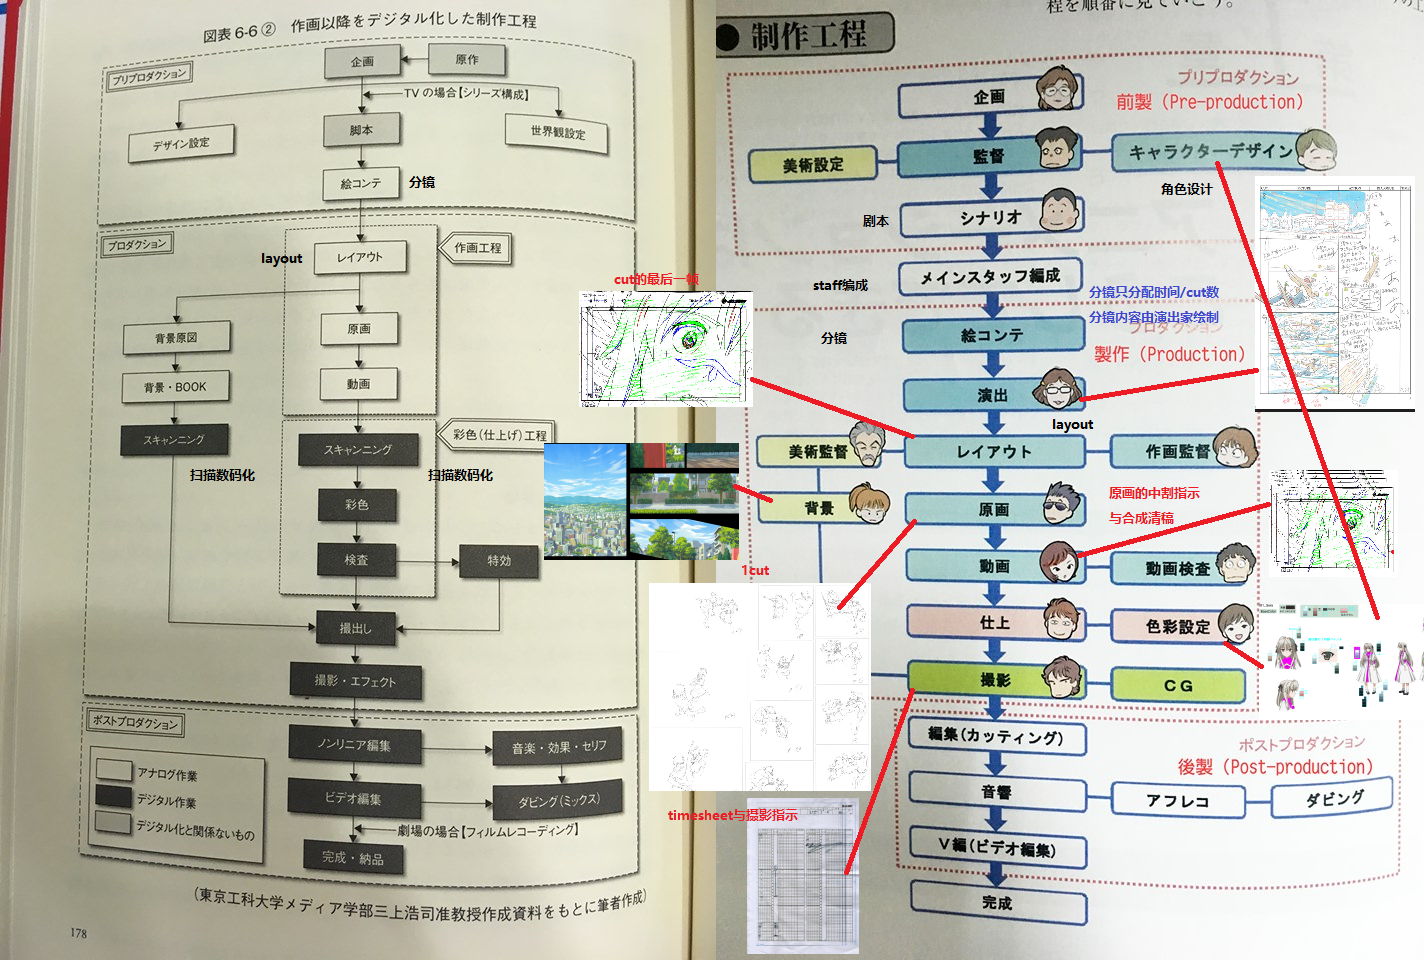 図表 6-6 ② 作画以降をデジタル化した制作工程
プリプロダクション
企画
原作
TV の場合【シリーズ構成】
デザイン設定
脚本
世界観設定
絵コンテ
分镜
プロダクション
layout
レイアウト
作画工程
背景原図
原画
背景・BOOK
動画
スキャンニング
彩色(仕上げ)工程
スキャンニング
扫描数码化
扫描数码化
彩色
検査
特効
撮出し
撮影・エフェクト
ポストプロダクション
ノンリニア編集
音楽・効果・セリフ
アナログ作業
デジタル作業
デジタル化と関係ないもの
ビデオ編集
ダビング(ミックス)
劇場の場合【フィルムレコーディング】
完成・納品
(東京工科大学メディア学部三上浩司准教授作成資料をもとに筆者作成)
178
程を順番に見ていこう。
制作工程
プリプロダクション
前製(Pre-production)
企画
美術設定
監督
キャラクターデザイン
角色设计
剧本
シナリオ
staff编成
メインスタッフ編成
分镜只分配时间/cut数
分镜内容由演出家绘制
プロダクション
製作(Production)
分镜
絵コンテ
演出
layout
cut的最后一帧
美術監督
レイアウト
作画監督
背景
原画
原画的中割指示
与合成清稿
1cut
動画
動画検査
仕上
色彩設定
撮影
CG
ポストプロダクション
後製(Post-production)
編集(カッティング)
音響
アフレコ
ダビング
timesheet与摄影指示
V編(ビデオ編集)
完成